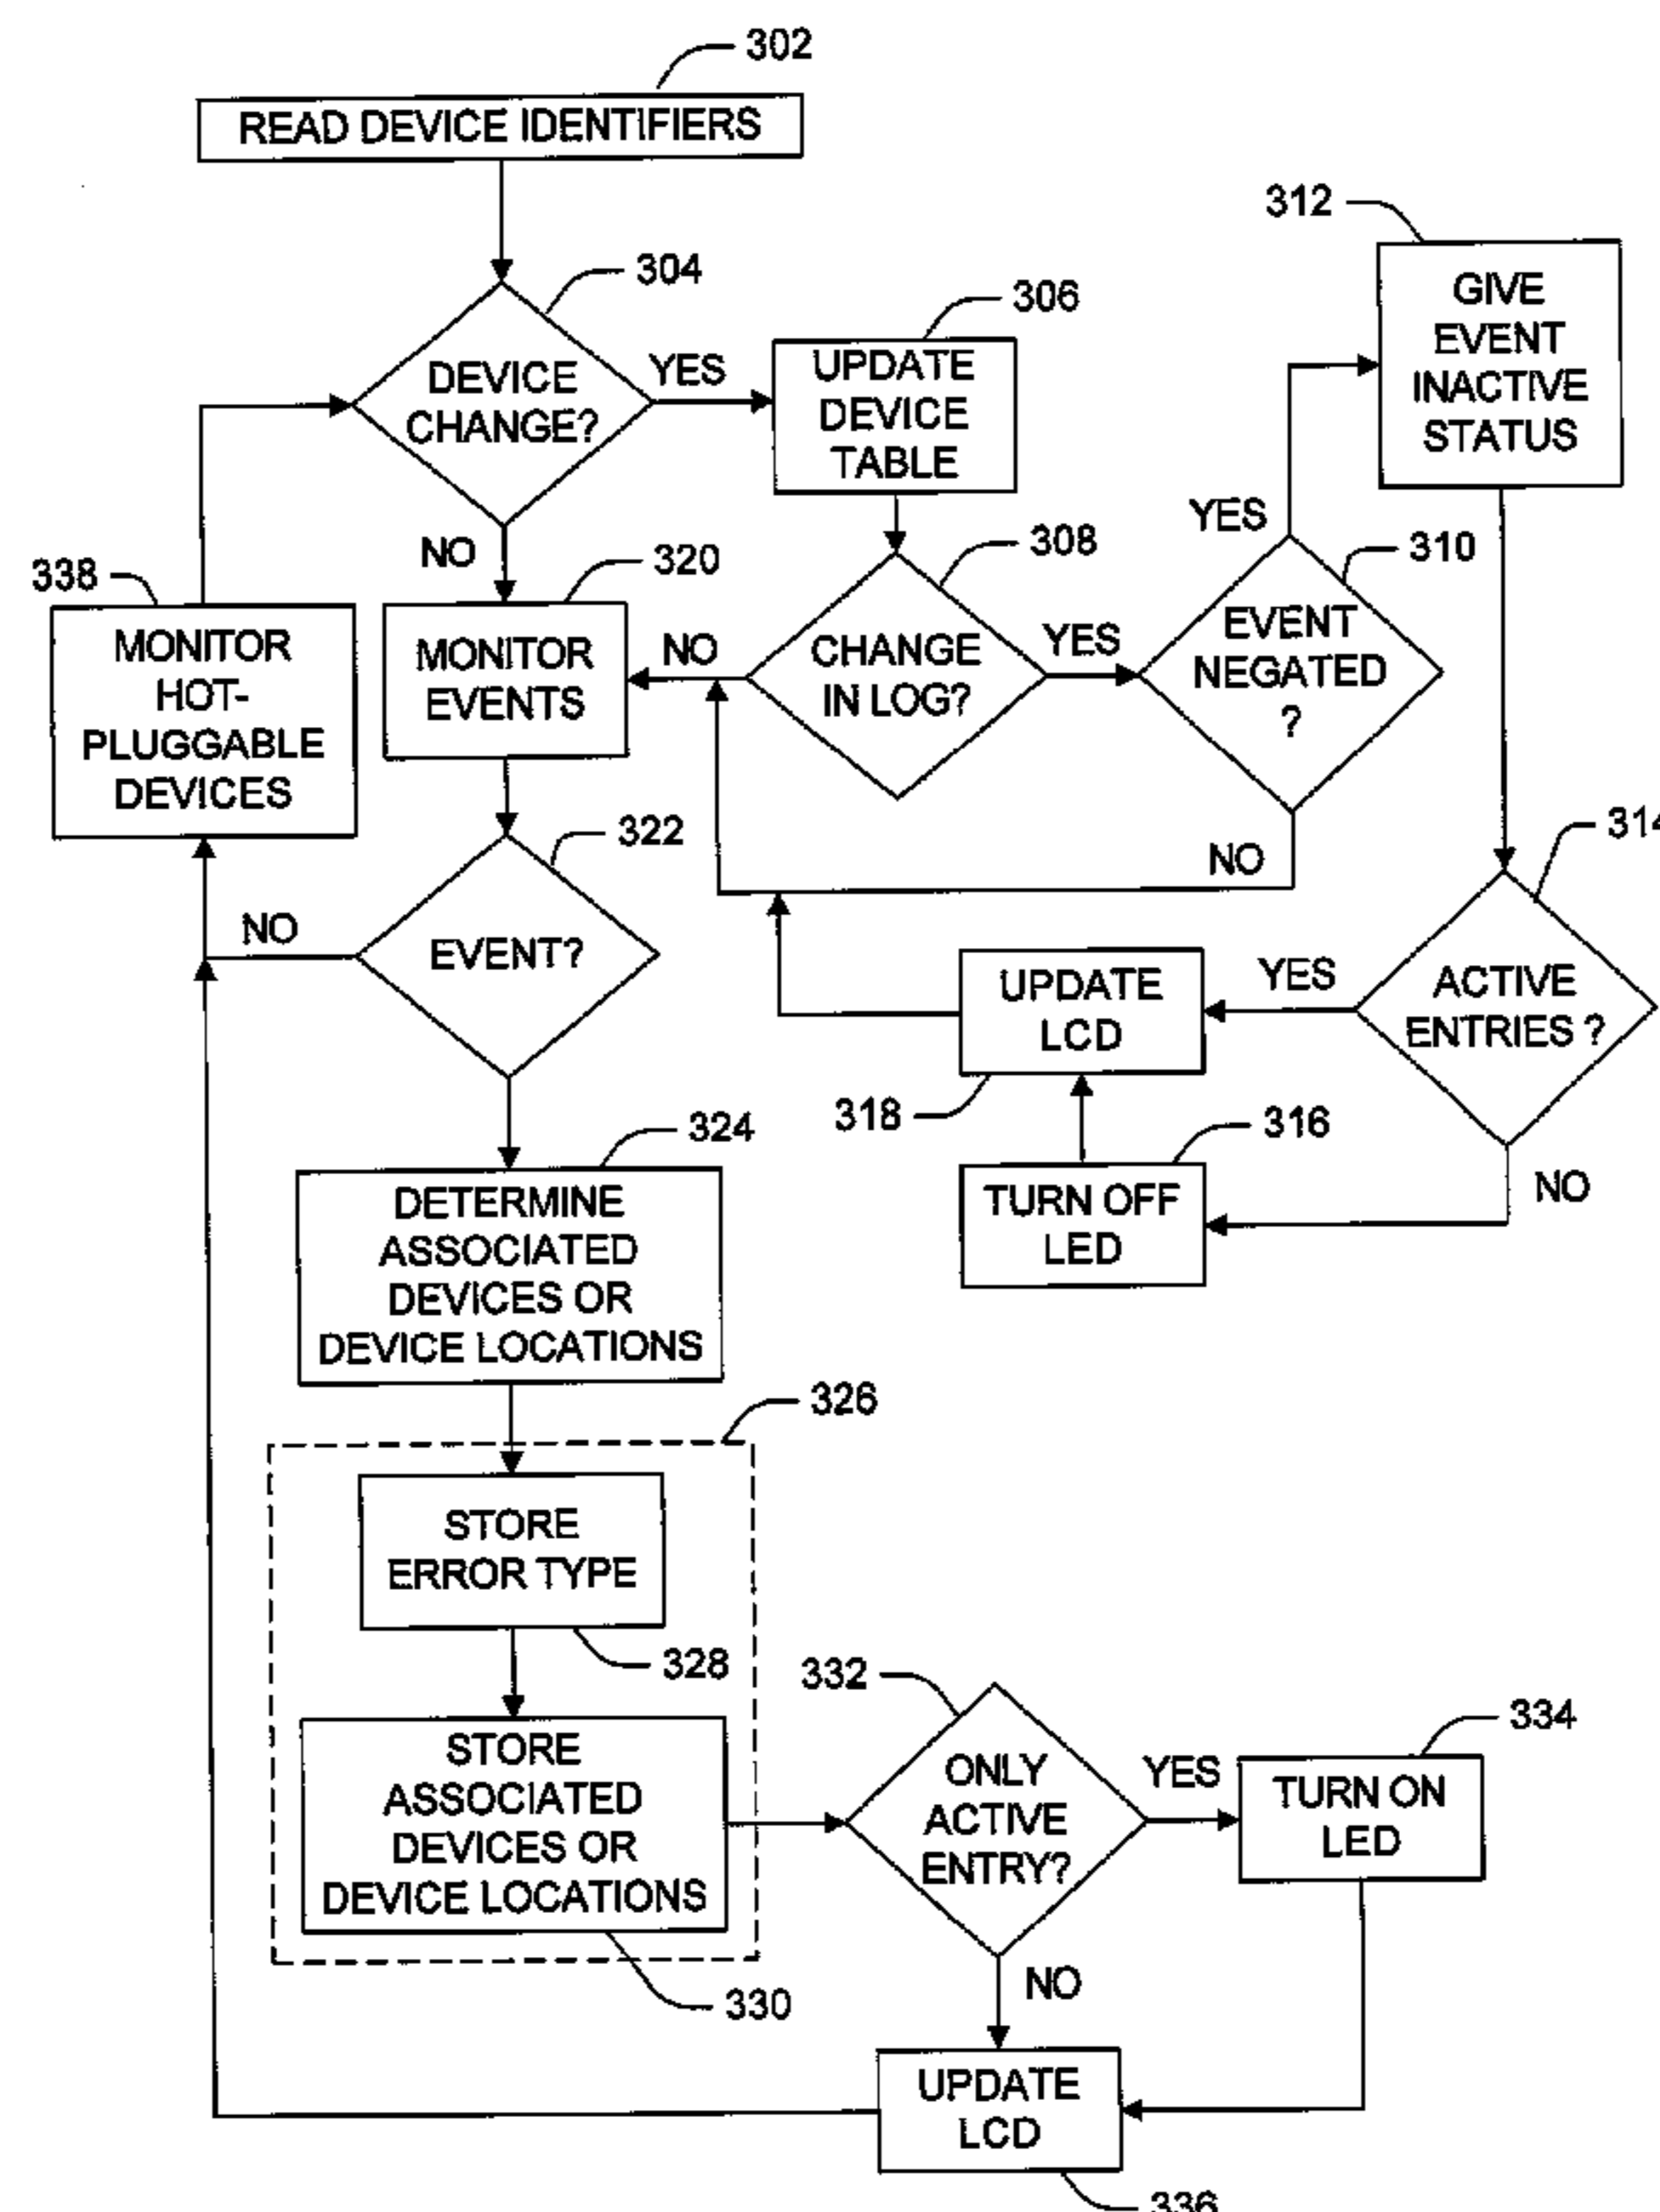 302
READ DEVICE IDENTIFIERS
304
DEVICE
CHANGE?
YES
NO
306
UPDATE
DEVICE
TABLE
312
GIVE
EVENT
INACTIVE
STATUS
338
MONITOR
HOT-
PLUGGABLE
DEVICES
320
MONITOR
EVENTS
NO
308
CHANGE
IN LOG?
YES
310
EVENT
NEGATED
?
YES
NO
322
EVENT?
NO
314
ACTIVE
ENTRIES ?
YES
NO
UPDATE
LCD
318
316
TURN OFF
LED
324
DETERMINE
ASSOCIATED
DEVICES OR
DEVICE LOCATIONS
326
STORE
ERROR TYPE
328
STORE
ASSOCIATED
DEVICES OR
DEVICE LOCATIONS
330
332
ONLY
ACTIVE
ENTRY?
YES
NO
334
TURN ON
LED
UPDATE
LCD
336